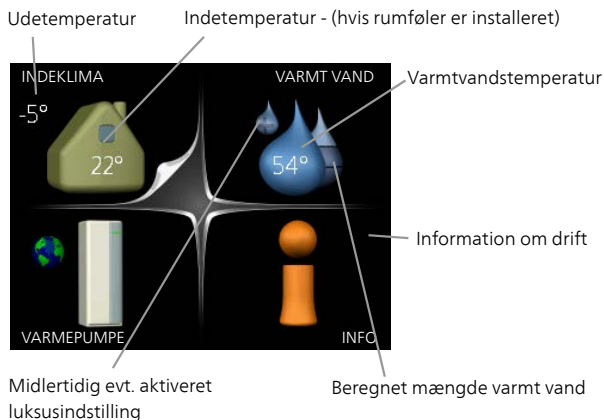 Udetemperatur
Indetemperatur - (hvis rumføler er installeret)
INDEKLIMA
VARMT VAND
Varmtvandstemperatur
-5°
22°
54°
Information om drift
VARMEPUMPE
INFO
Midlertidig evt. aktiveret
luksusindstilling
Beregnet mængde varmt vand